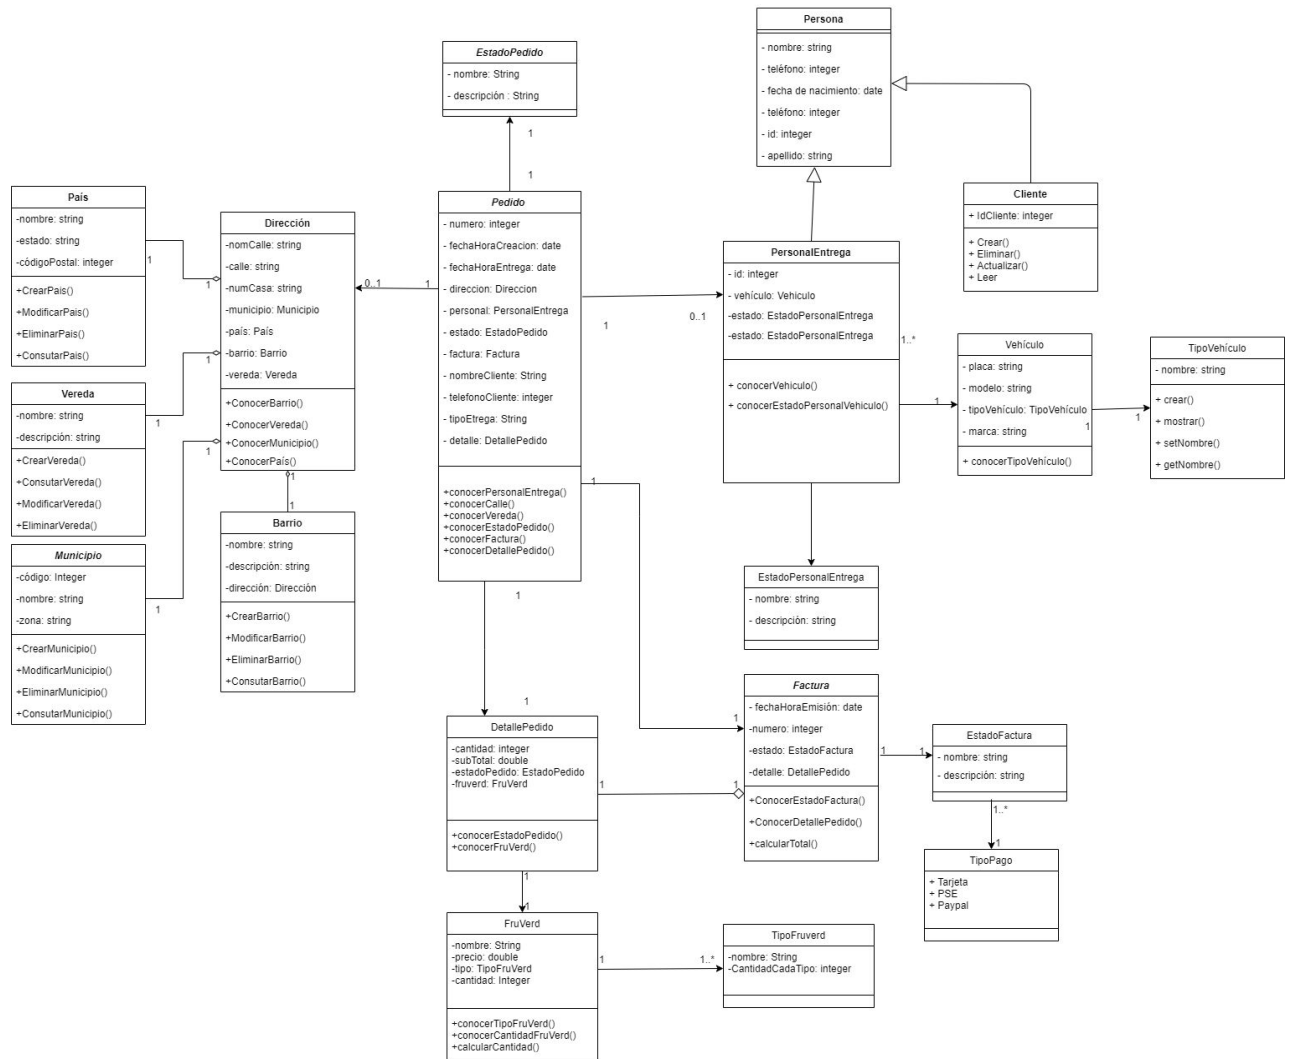 Persona
- nombre: string
- teléfono: integer
- fecha de nacimiento: date
- teléfono: integer
- id: integer
- apellido: string
EstadoPedido
- nombre: String
- descripción : String
1
1
Cliente
+ IdCliente: integer
+ Crear()
+ Eliminar()
+ Actualizar()
+ Leer
País
-nombre: string
-estado: string
-códigoPostal: integer
+CrearPais()
+ModificarPais()
+EliminarPais()
+ConsutarPais()
1
1
Dirección
-nomCalle: string
-calle: string
-numCasa: string
-municipio: Municipio
-país: País
-barrio: Barrio
-vereda: Vereda
+ConocerBarrio()
+ConocerVereda()
+ConocerMunicipio()
+ConocerPaís()
0..1
1
Pedido
- numero: integer
- fechaHoraCreacion: date
- fechaHoraEntrega: date
- direccion: Direccion
- personal: PersonalEntrega
- estado: EstadoPedido
- factura: Factura
- nombreCliente: String
- telefonoCliente: integer
- tipoEtrega: String
- detalle: DetallePedido
+conocerPersonalEntrega()
+conocerCalle()
+conocerVereda()
+conocerEstadoPedido()
+conocerFactura()
+conocerDetallePedido()
1
0..1
PersonalEntrega
- id: integer
- vehículo: Vehiculo
-estado: EstadoPersonalEntrega
-estado: EstadoPersonalEntrega
+ conocerVehiculo()
+ conocerEstadoPersonalVehiculo()
1..*
1
Vehículo
- placa: string
- modelo: string
- tipoVehículo: TipoVehículo
- marca: string
+ conocerTipoVehículo()
1
1
TipoVehículo
- nombre: string
+ crear()
+ mostrar()
+ setNombre()
+ getNombre()
Vereda
-nombre: string
-descripción: string
+CrearVereda()
+ConsutarVereda()
+ModificarVereda()
+EliminarVereda()
1
1
Municipio
-código: Integer
-nombre: string
-zona: string
+CrearMunicipio()
+ModificarMunicipio()
+EliminarMunicipio()
+ConsutarMunicipio()
1
1
1
1
Barrio
-nombre: string
-descripción: string
-dirección: Dirección
+CrearBarrio()
+ModificarBarrio()
+EliminarBarrio()
+ConsutarBarrio()
1
1
1
1
EstadoPersonalEntrega
- nombre: string
- descripción: string
DetallePedido
-cantidad: integer
-subTotal: double
-estadoPedido: EstadoPedido
-fruverd: FruVerd
+conocerEstadoPedido()
+conocerFruVerd()
1
1
Factura
- fechaHoraEmisión: date
-numero: integer
-estado: EstadoFactura
-detalle: DetallePedido
+ConocerEstadoFactura()
+ConocerDetallePedido()
+calcularTotal()
1
1
EstadoFactura
- nombre: string
- descripción: string
1..*
1
TipoPago
+ Tarjeta
+ PSE
+ Paypal
1
1
FruVerd
-nombre: String
-precio: double
-tipo: TipoFruVerd
-cantidad: Integer
+conocerTipoFruVerd()
+conocerCantidadFruVerd()
+calcularCantidad()
1
1..*
TipoFruverd
-nombre: String
-CantidadCadaTipo: integer